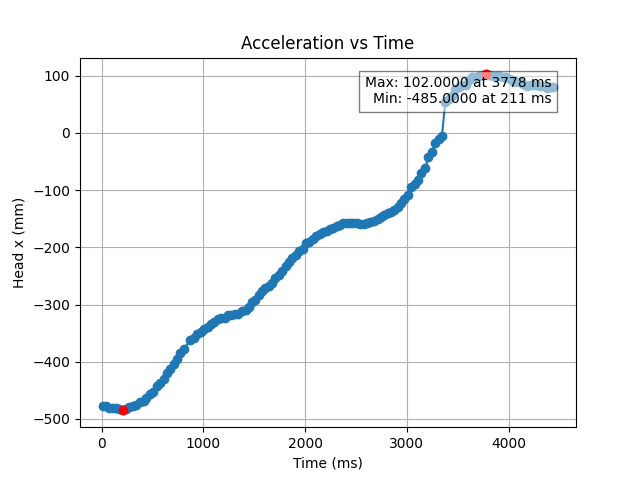 Acceleration vs Time
Max: 102.0000 at 3778 ms
Min: -485.0000 at 211 ms
100
0
−100
−200
−300
−400
−500
Head x (mm)
0 1000 2000 3000 4000
Time (ms)